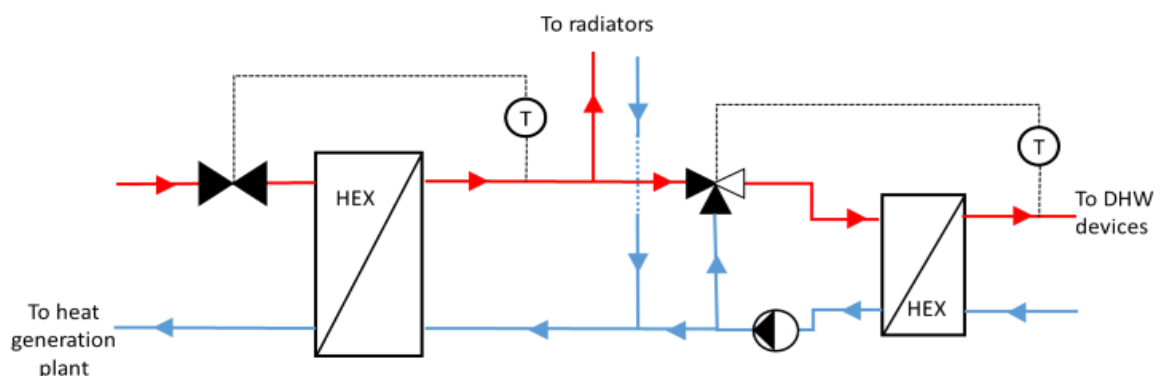 To radiators
T
T
HEX
To DHW
devices
To heat
generation
plant
HEX